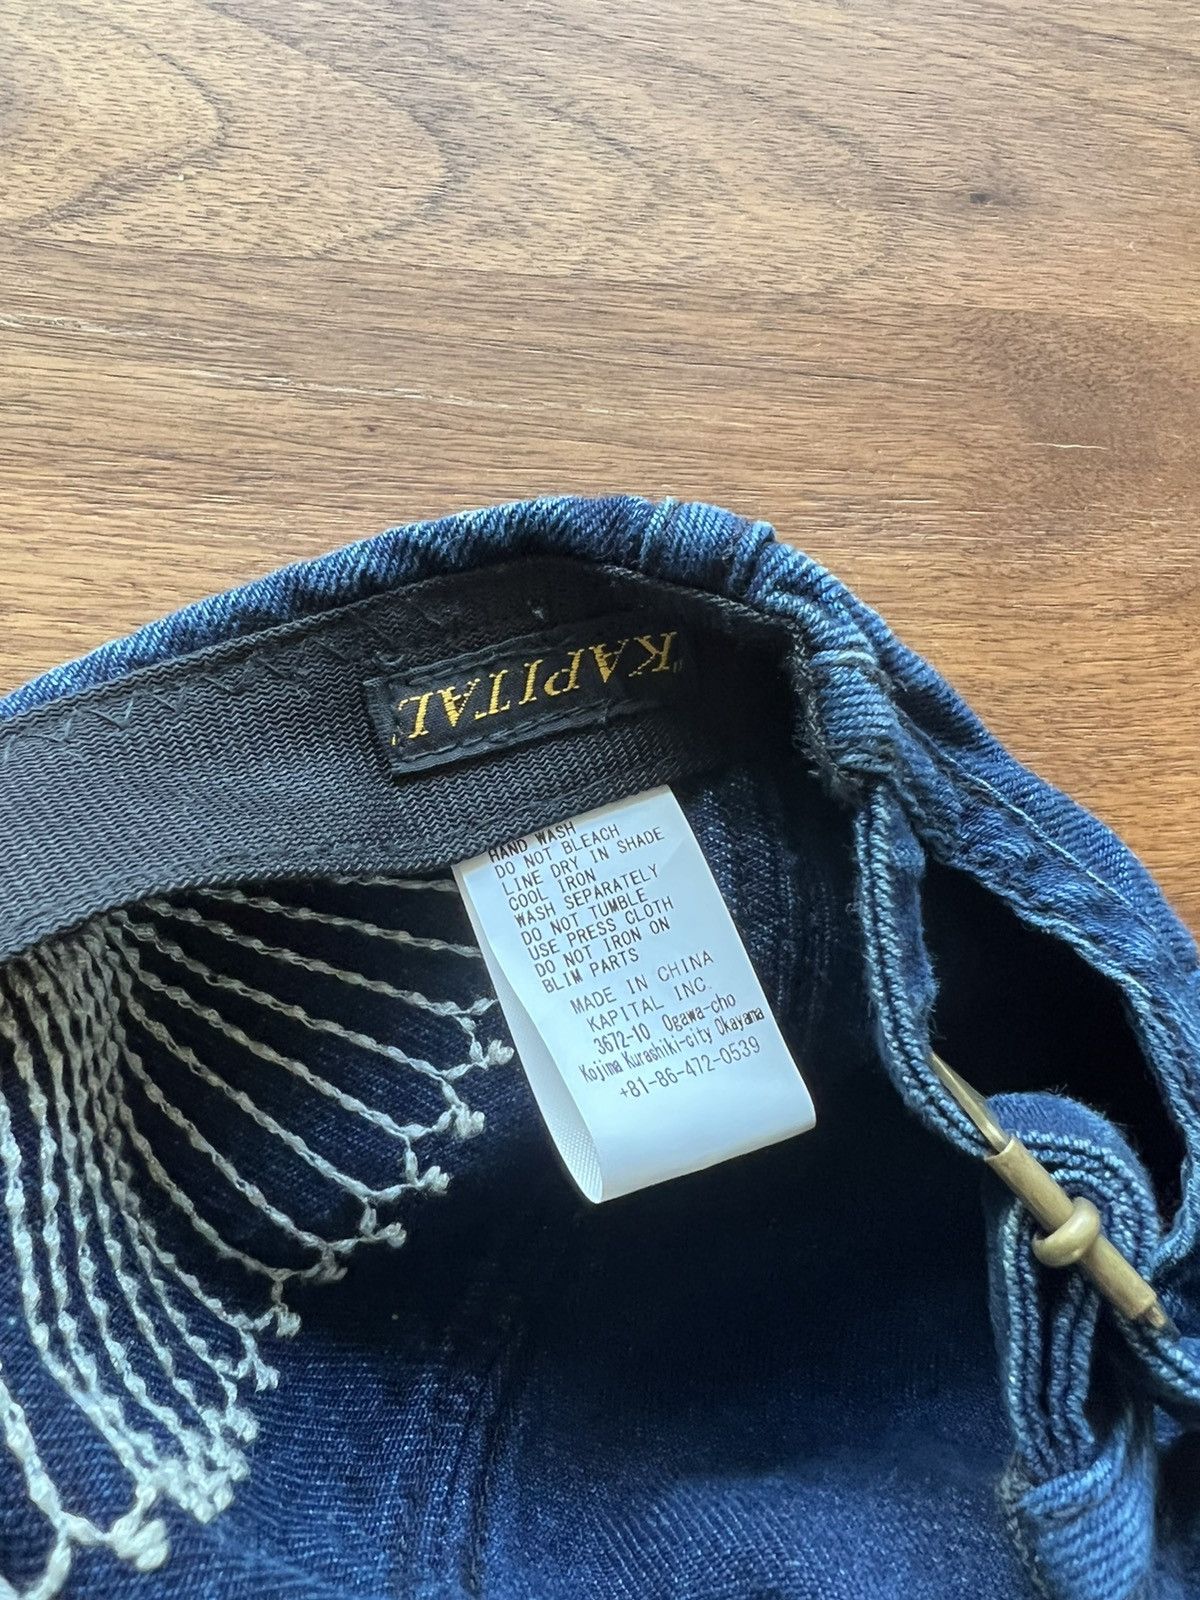 "KAPITAL"
HAND WASH
DO NOT BLEACH
LINE DRY IN SHADE
COOL IRON
WASH SEPARATELY
DO NOT TUMBLE
USE PRESS CLOTH
DO NOT IRON ON
BLIM PARTS
MADE IN CHINA
KAPITAL INC.
3672-10 Ogawa-cho
Kojima Kurashiki-city Okayama
+81-86-472-0539